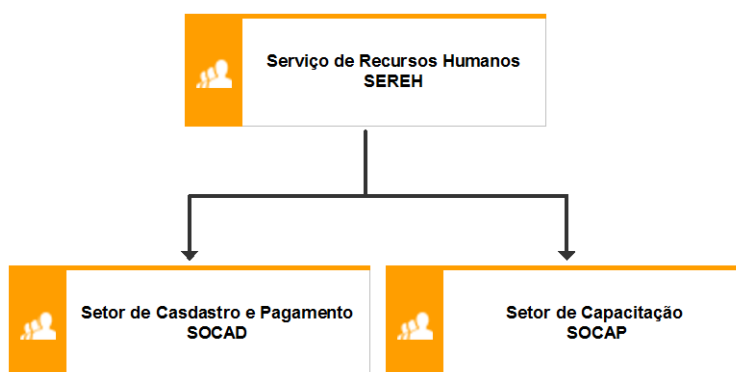 Serviço de Recursos Humanos
SEREH
Setor de Casdastro e Pagamento
SOCAD
Setor de Capacitação
SOCAP